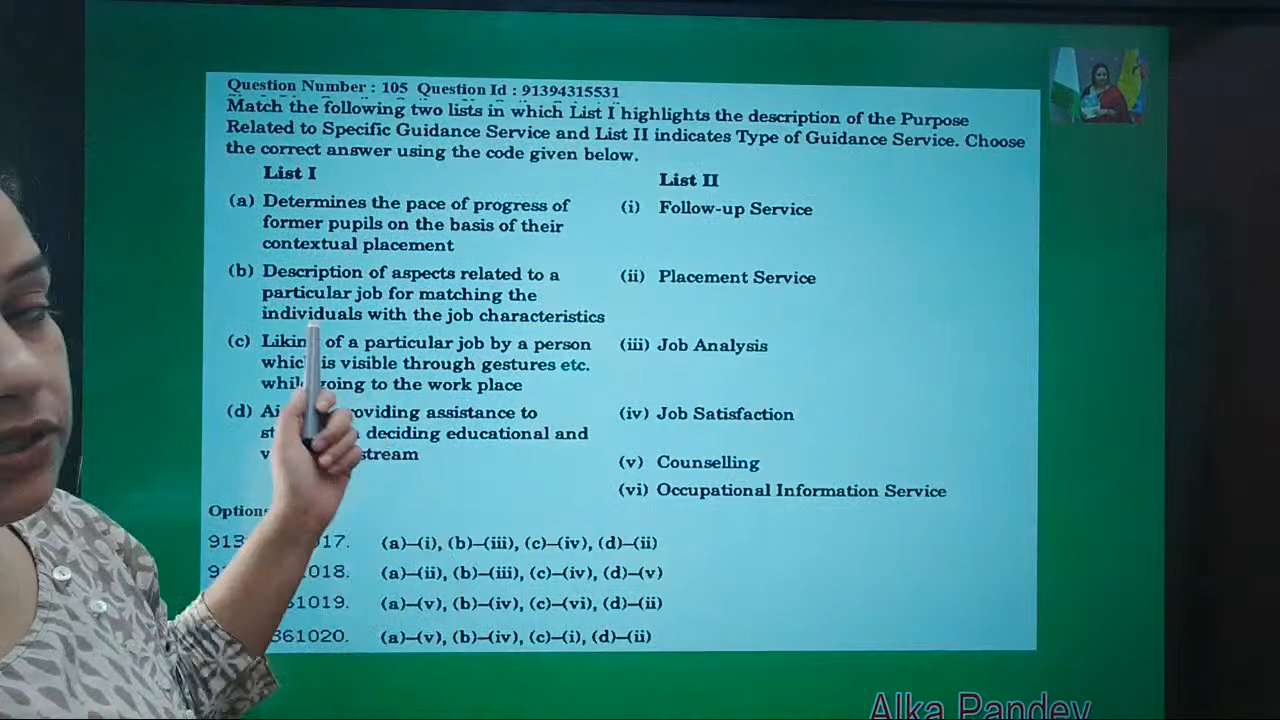 Question Number : 105 Question Id : 91394315531
Match the following two lists in which List I highlights the description of the Purpose
Related to Specific Guidance Service and List II indicates Type of Guidance Service. Choose
the correct answer using the code given below.
List I
List II
(a) Determines the pace of progress of
former pupils on the basis of their
contextual placement
(i) Follow-up Service
(b) Description of aspects related to a
particular job for matching the
individuals with the job characteristics
(ii) Placement Service
(c) of a particular job by a person
is visible through gestures etc.
going to the work place
(iii) Job Analysis
(d) assistance to
deciding educational and
stream
(iv) Job Satisfaction
(v) Counselling
(vi) Occupational Information Service
(a)–(i), (b)–(iii), (c)–(iv), (d)–(ii)
(a)–(ii), (b)–(iii), (c)–(iv), (d)–(v)
(a)–(v), (b)–(iv), (c)–(vi), (d)–(ii)
(a)–(v), (b)–(iv), (c)–(i), (d)–(ii)
Alka Pandey